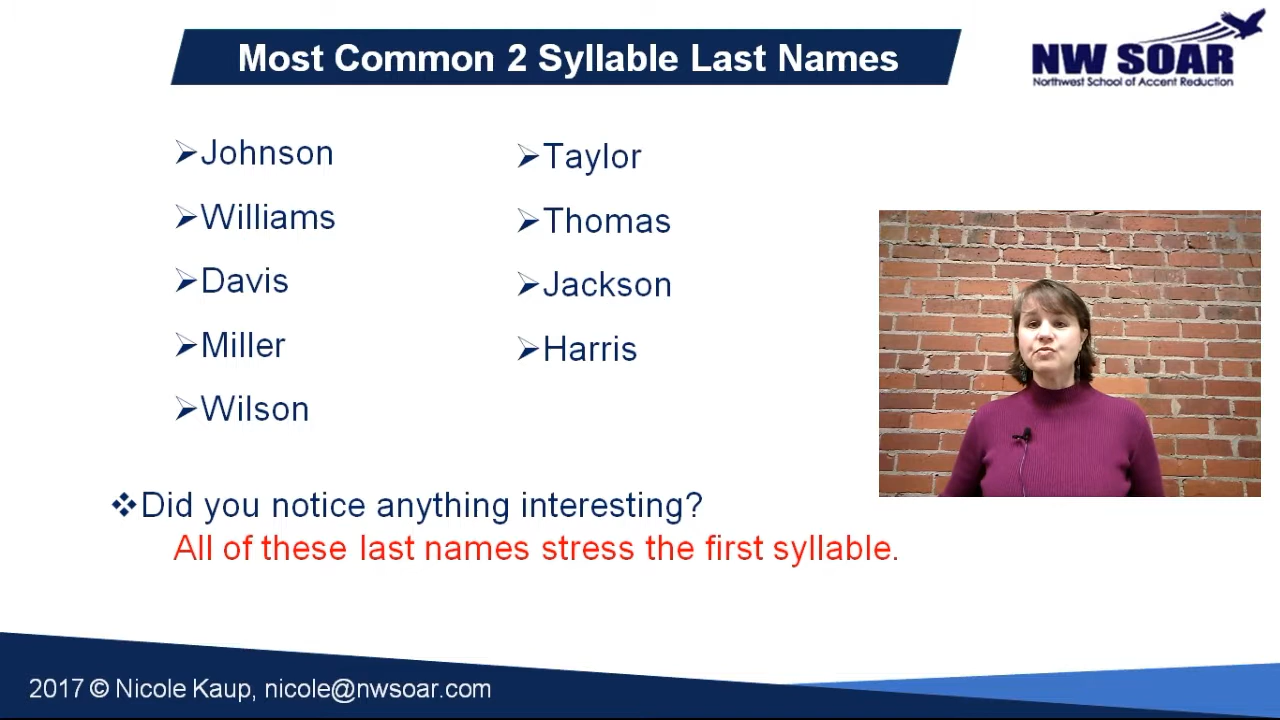 Most Common 2 Syllable Last Names
NW SOAR
Northwest School of Accent Reduction
➢Johnson
➢Williams
➢Davis
➢Miller
➢Wilson
➢Taylor
➢Thomas
➢Jackson
➢Harris
❖Did you notice anything interesting?
All of these last names stress the first syllable.
2017 © Nicole Kaup, nicole@nwsoar.com